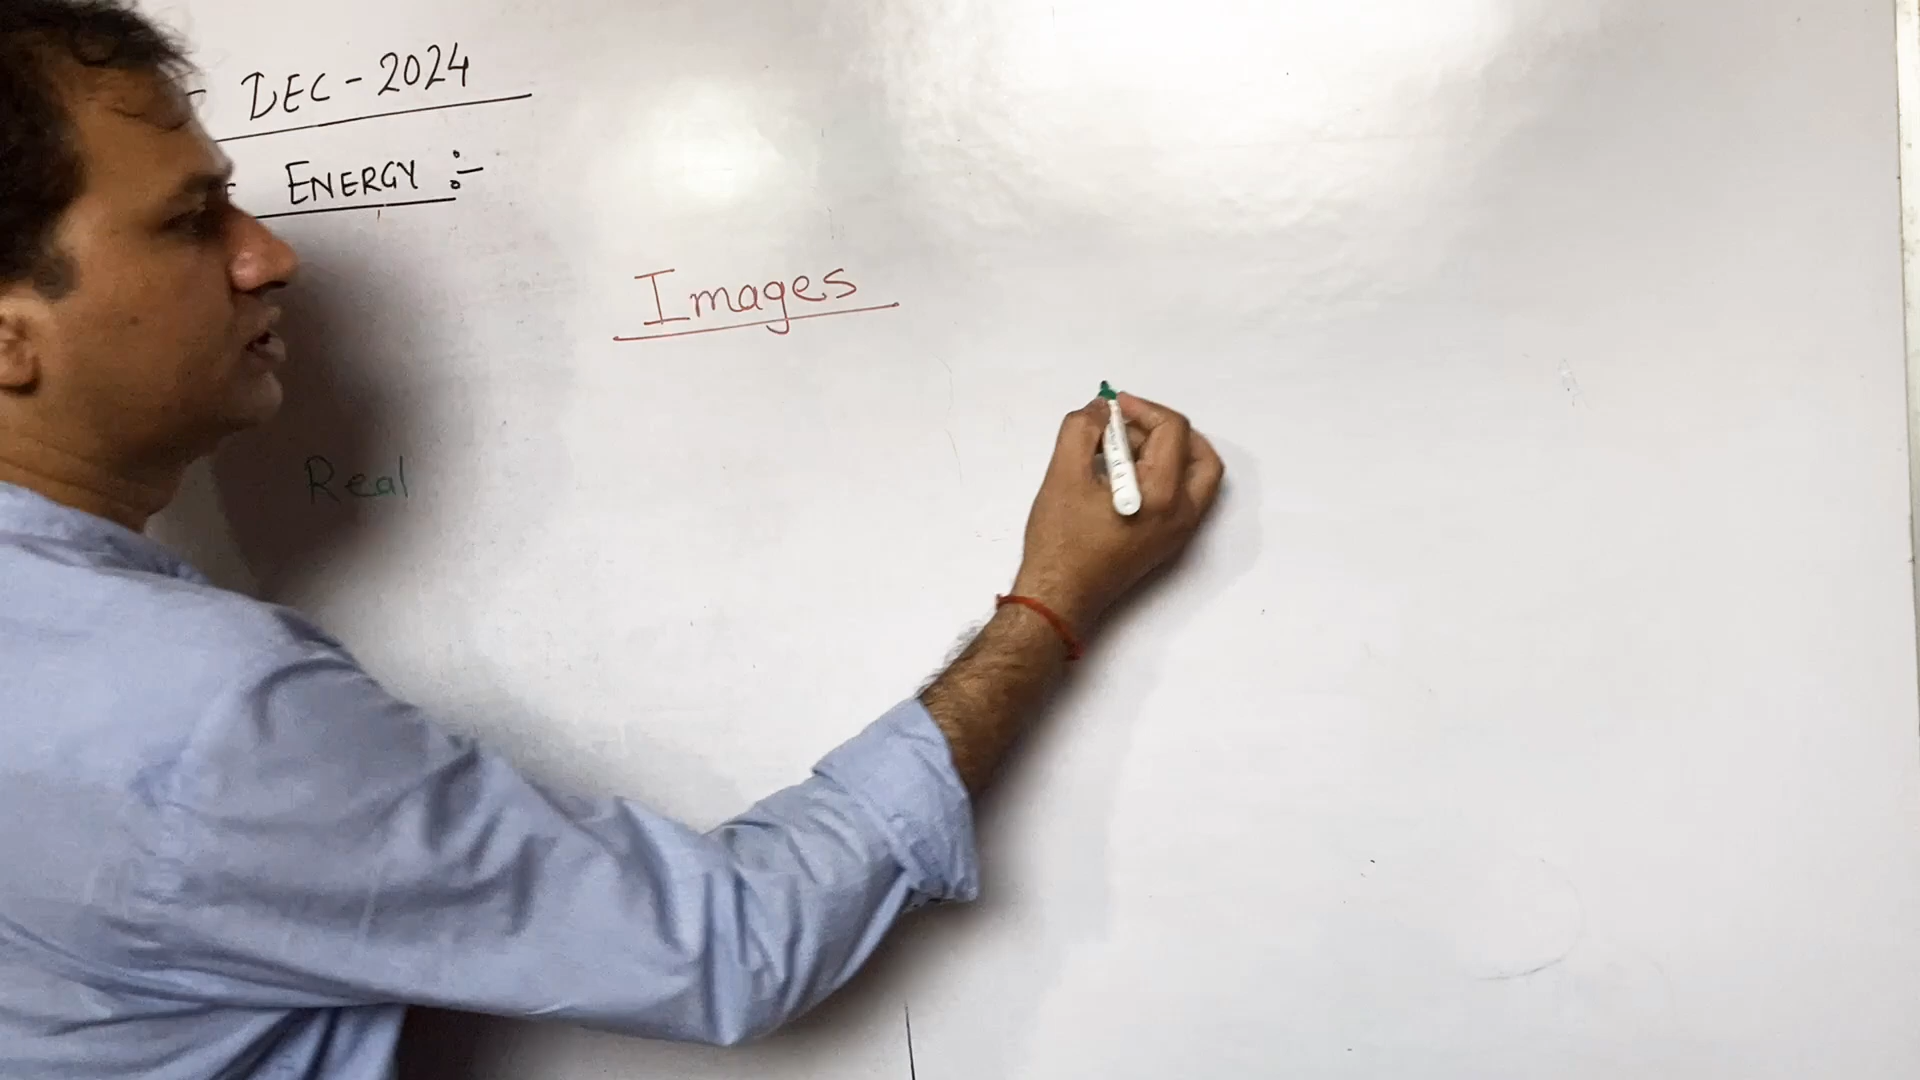 - DEC - 2024
ENERGY :-
Images
Real